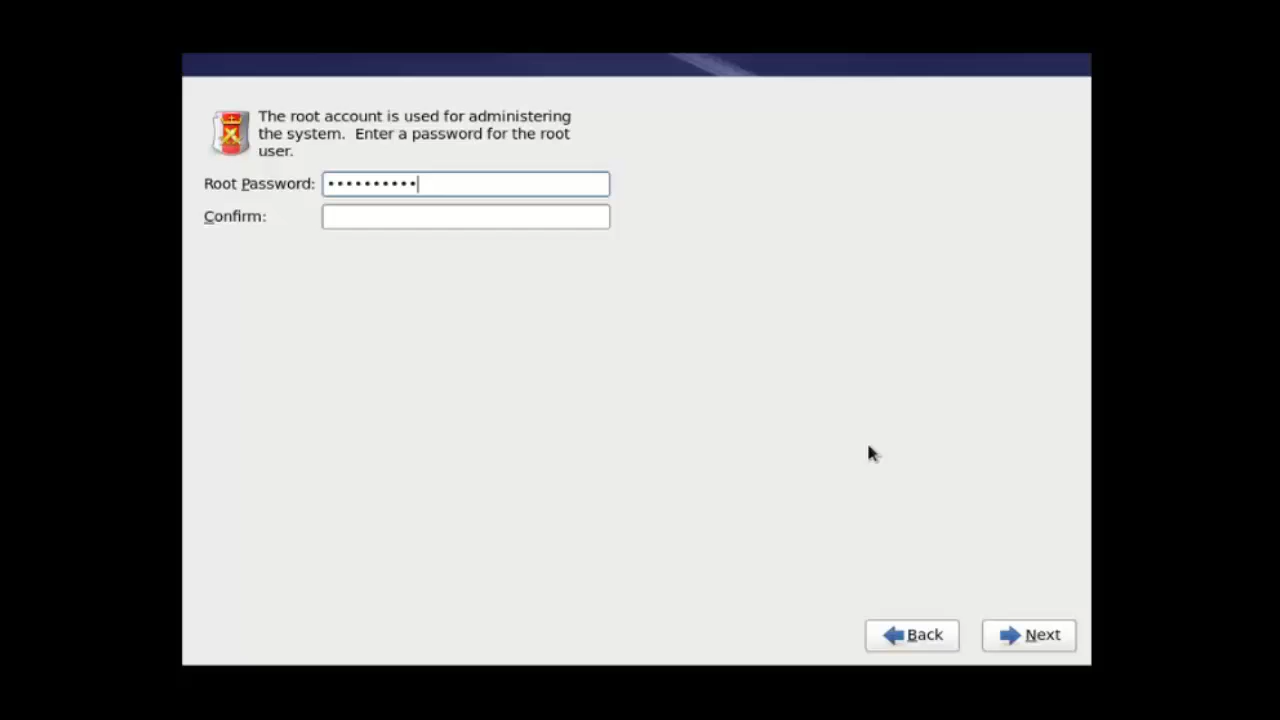 The root account is used for administering
the system.  Enter a password for the root
user.
Root Password: ••••••••••
Confirm:
Back
Next